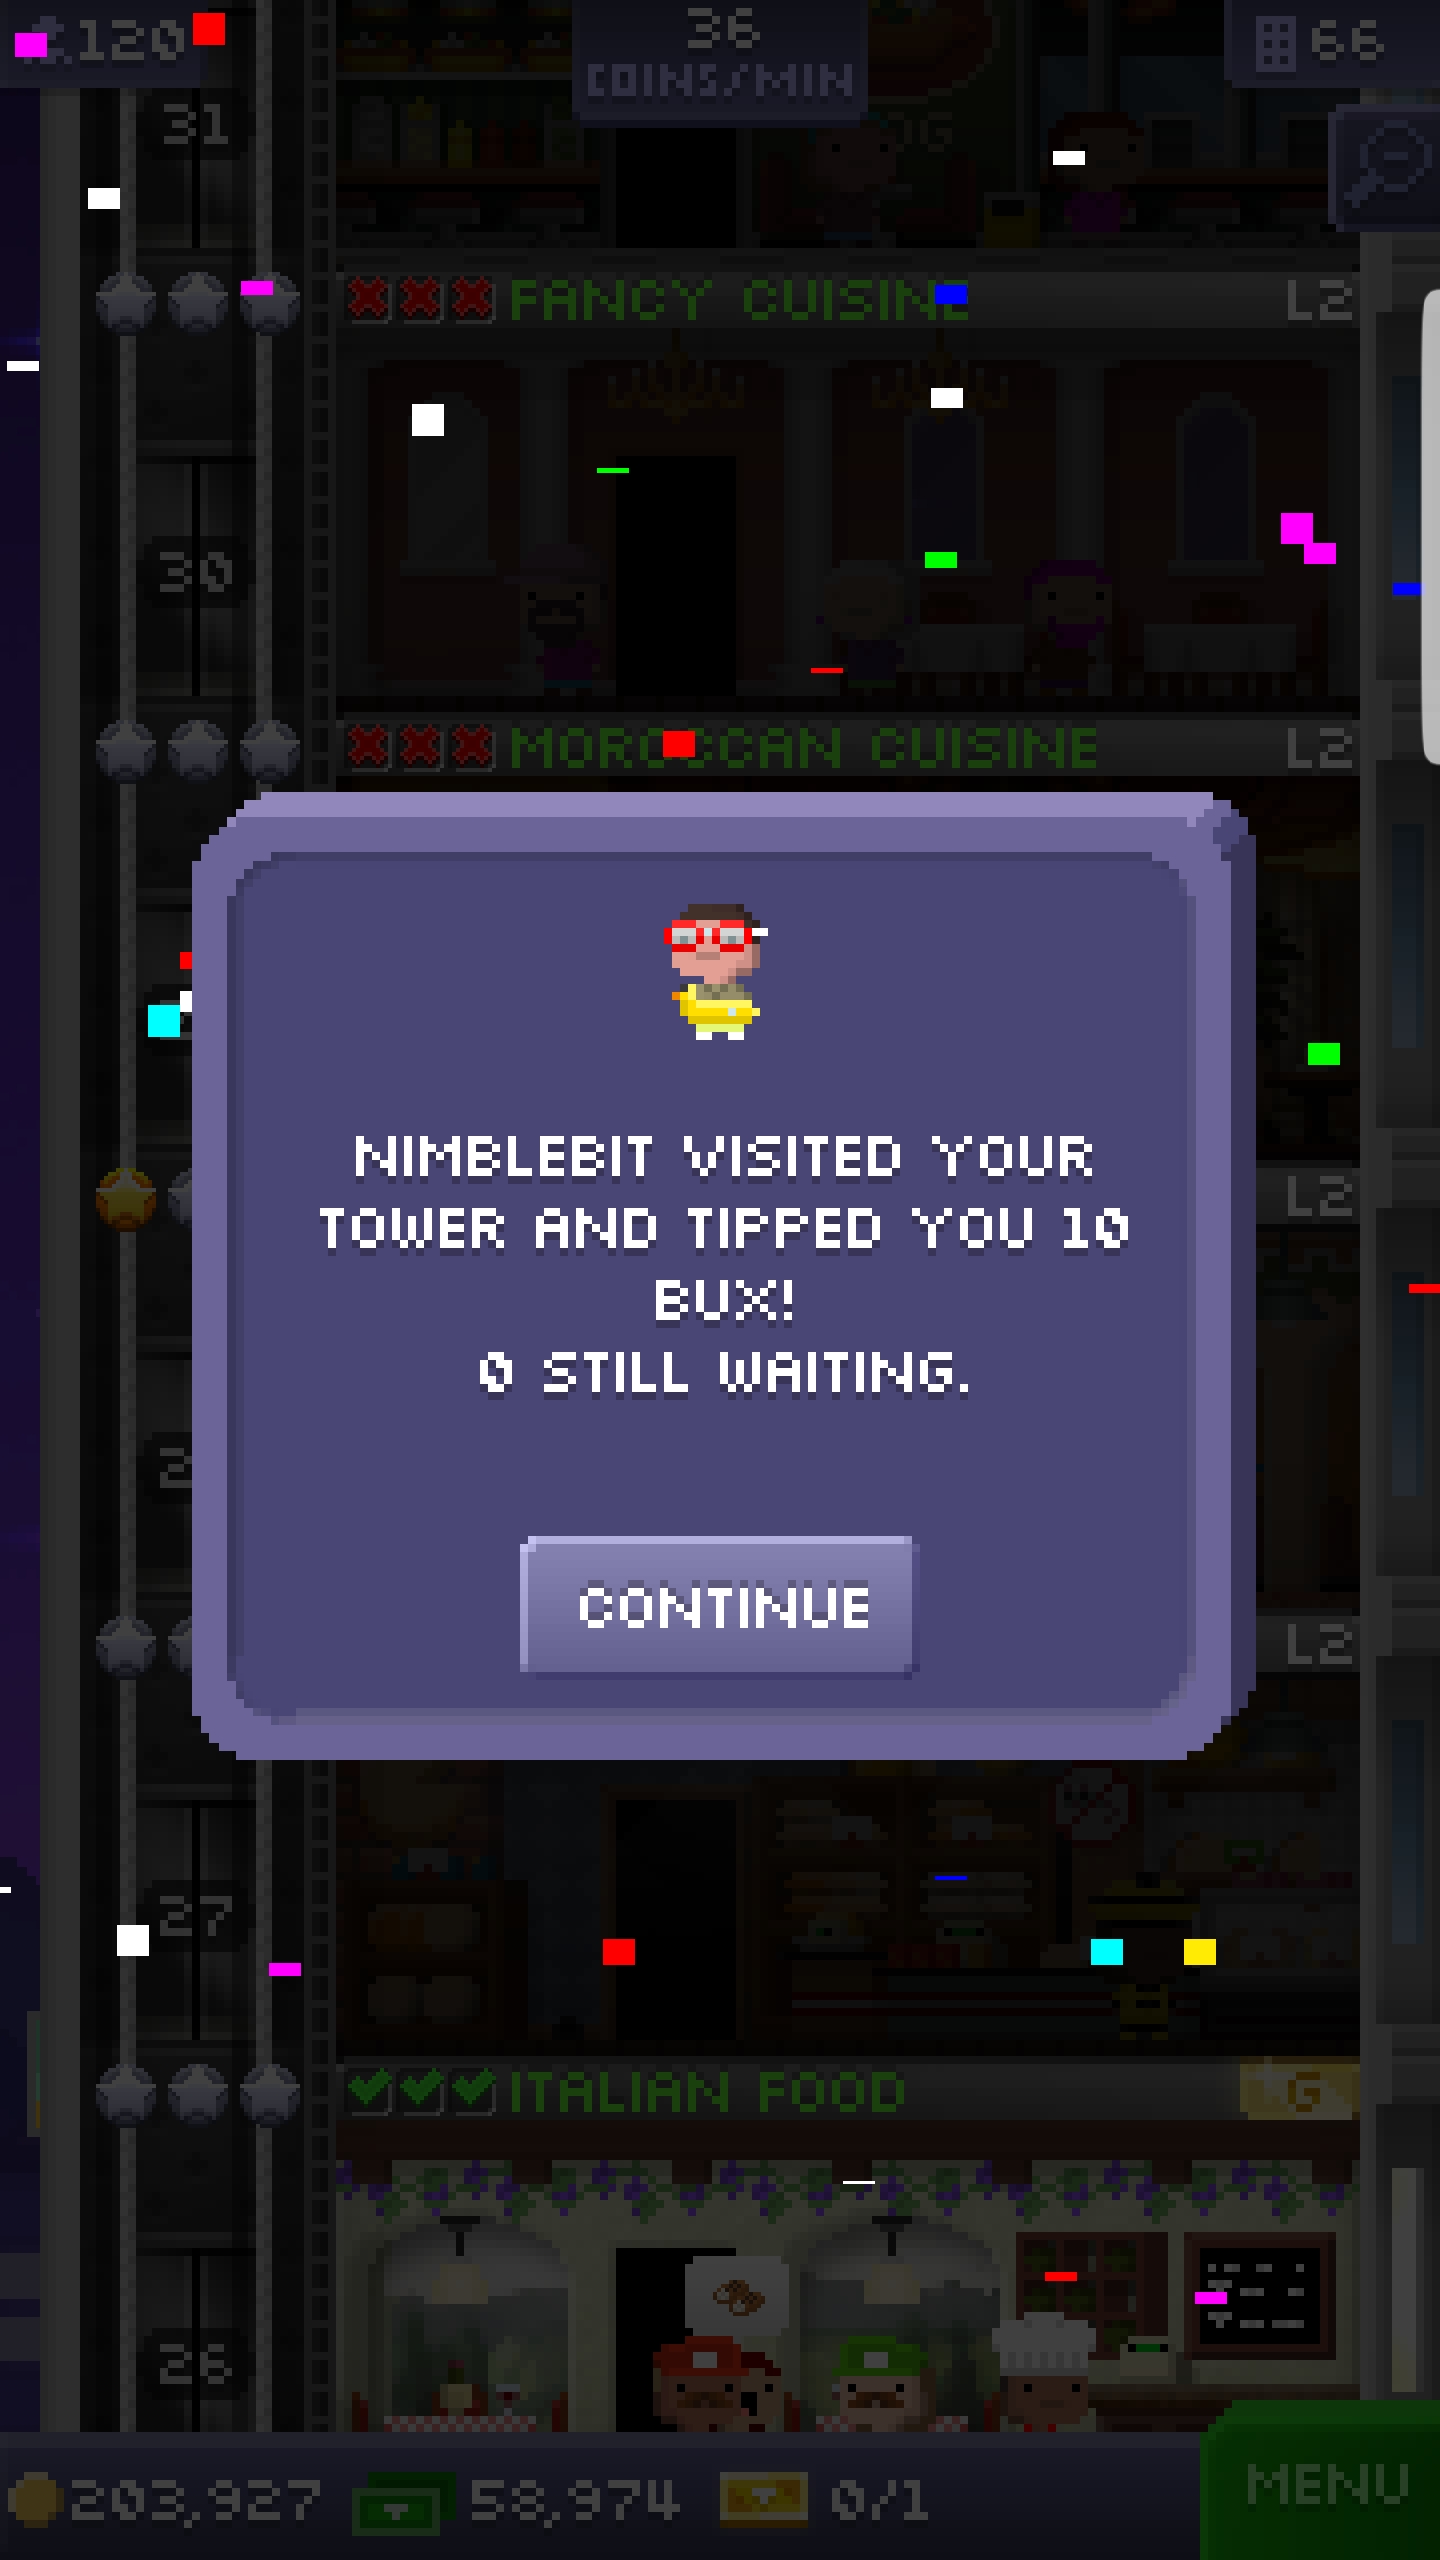 120
36
COINS/MIN
66
31
FANCY CUISINE L2
30
MOROCCAN CUISINE L2
NIMBLEBIT VISITED YOUR
TOWER AND TIPPED YOU 10
BUX!
0 STILL WAITING.
L2
CONTINUE
L2
27
ITALIAN FOOD G
26
203,927 58,974 0/1 MENU